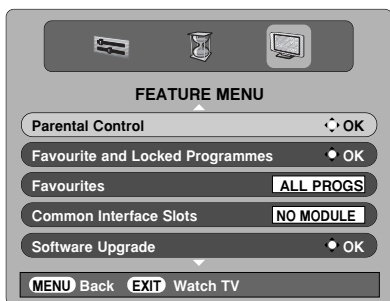 FEATURE MENU
Parental Control OK
Favourite and Locked Programmes OK
Favourites ALL PROGS
Common Interface Slots NO MODULE
Software Upgrade OK
MENU Back EXIT Watch TV